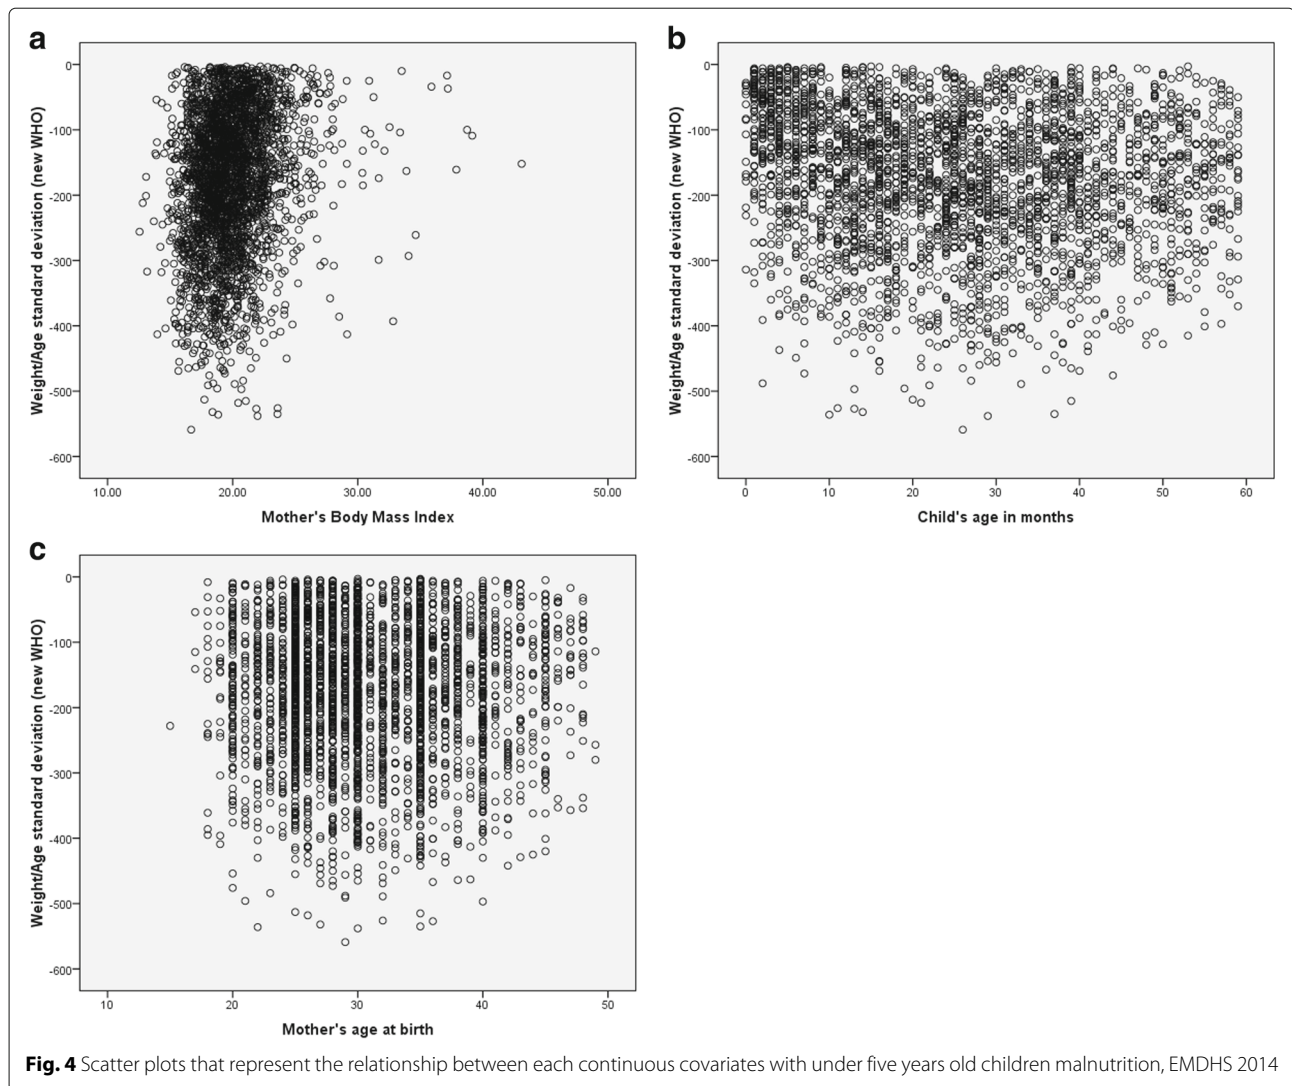 a
Weight/Age standard deviation (new WHO)
0
-100
-200
-300
-400
-500
-600
10.00 20.00 30.00 40.00 50.00
Mother's Body Mass Index
b
Weight/Age standard deviation (new WHO)
0
-100
-200
-300
-400
-500
-600
0 10 20 30 40 50 60
Child's age in months
c
Weight/Age standard deviation (new WHO)
0
-100
-200
-300
-400
-500
-600
10 20 30 40 50
Mother's age at birth
Fig. 4 Scatter plots that represent the relationship between each continuous covariates with under five years old children malnutrition, EMDHS 2014